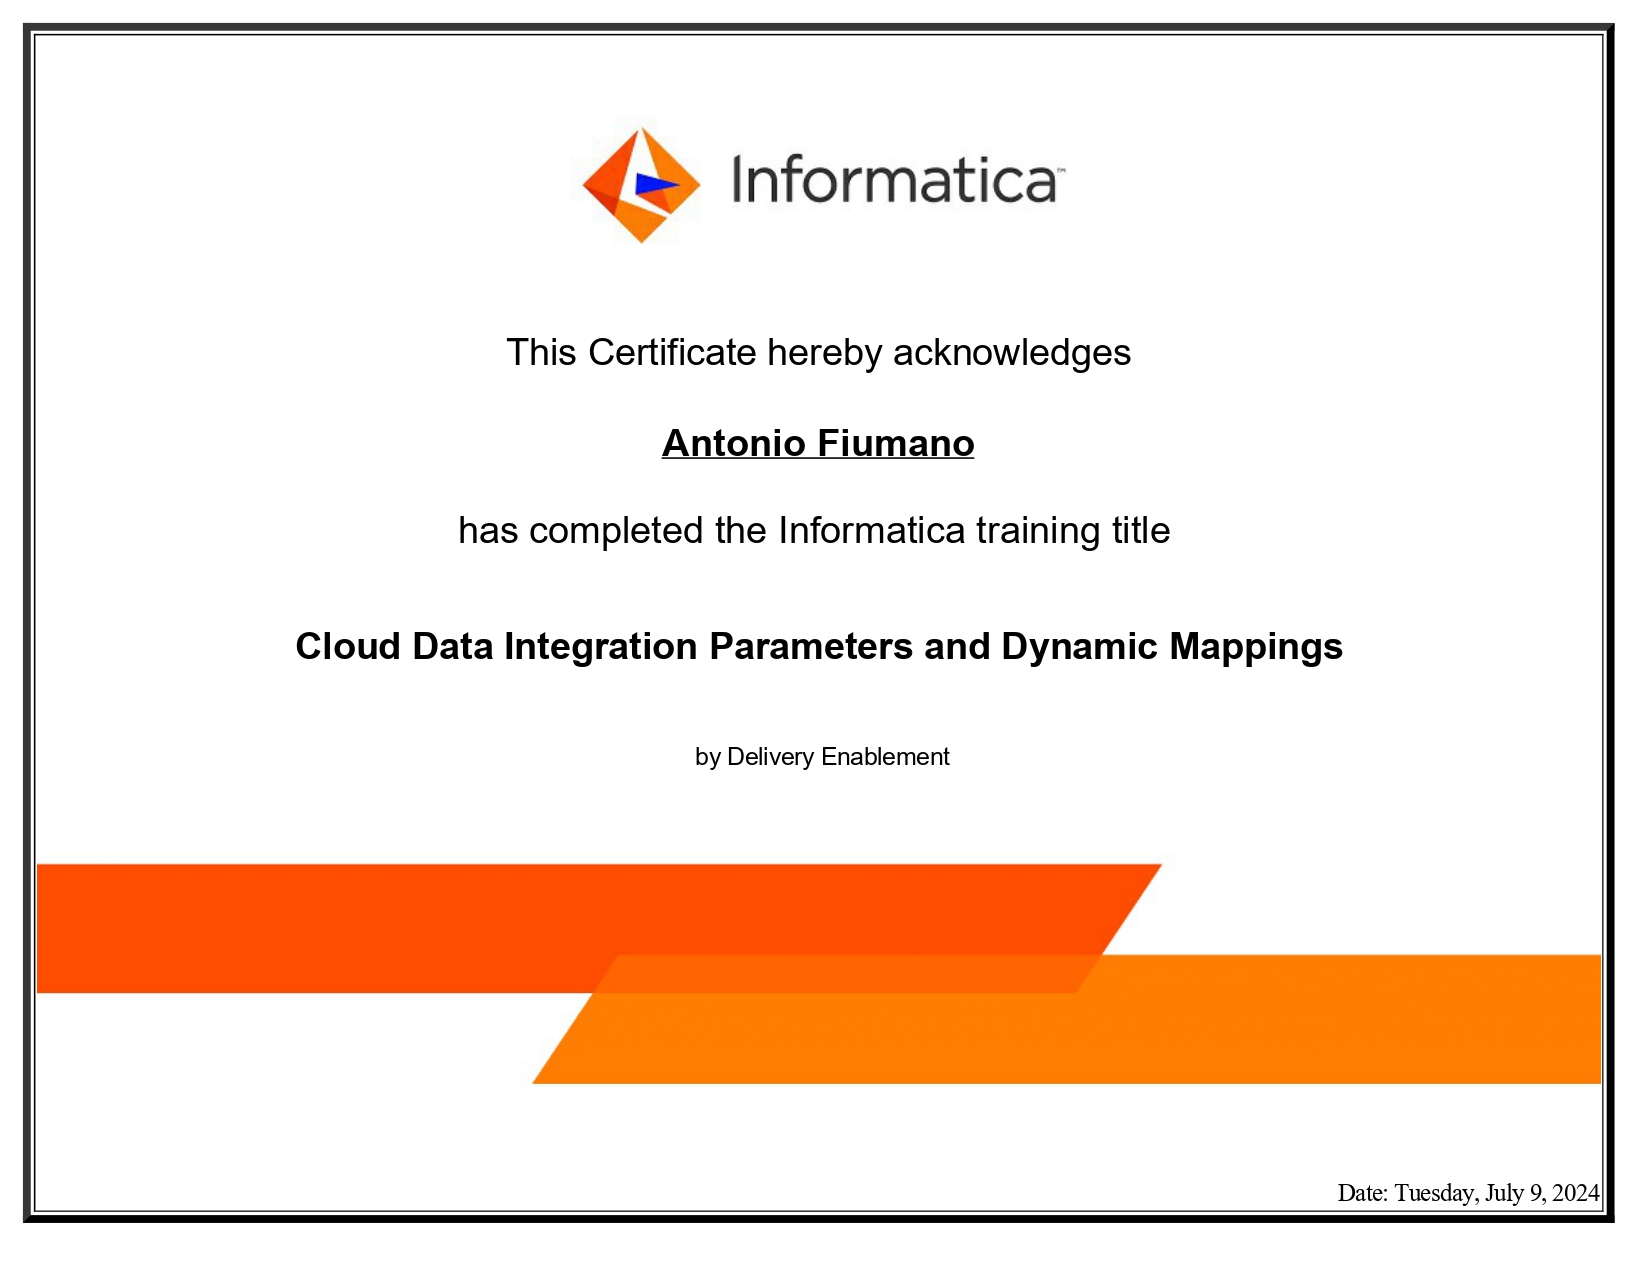 Informatica™
This Certificate hereby acknowledges
Antonio Fiumano
has completed the Informatica training title
Cloud Data Integration Parameters and Dynamic Mappings
by Delivery Enablement
Date: Tuesday, July 9, 2024